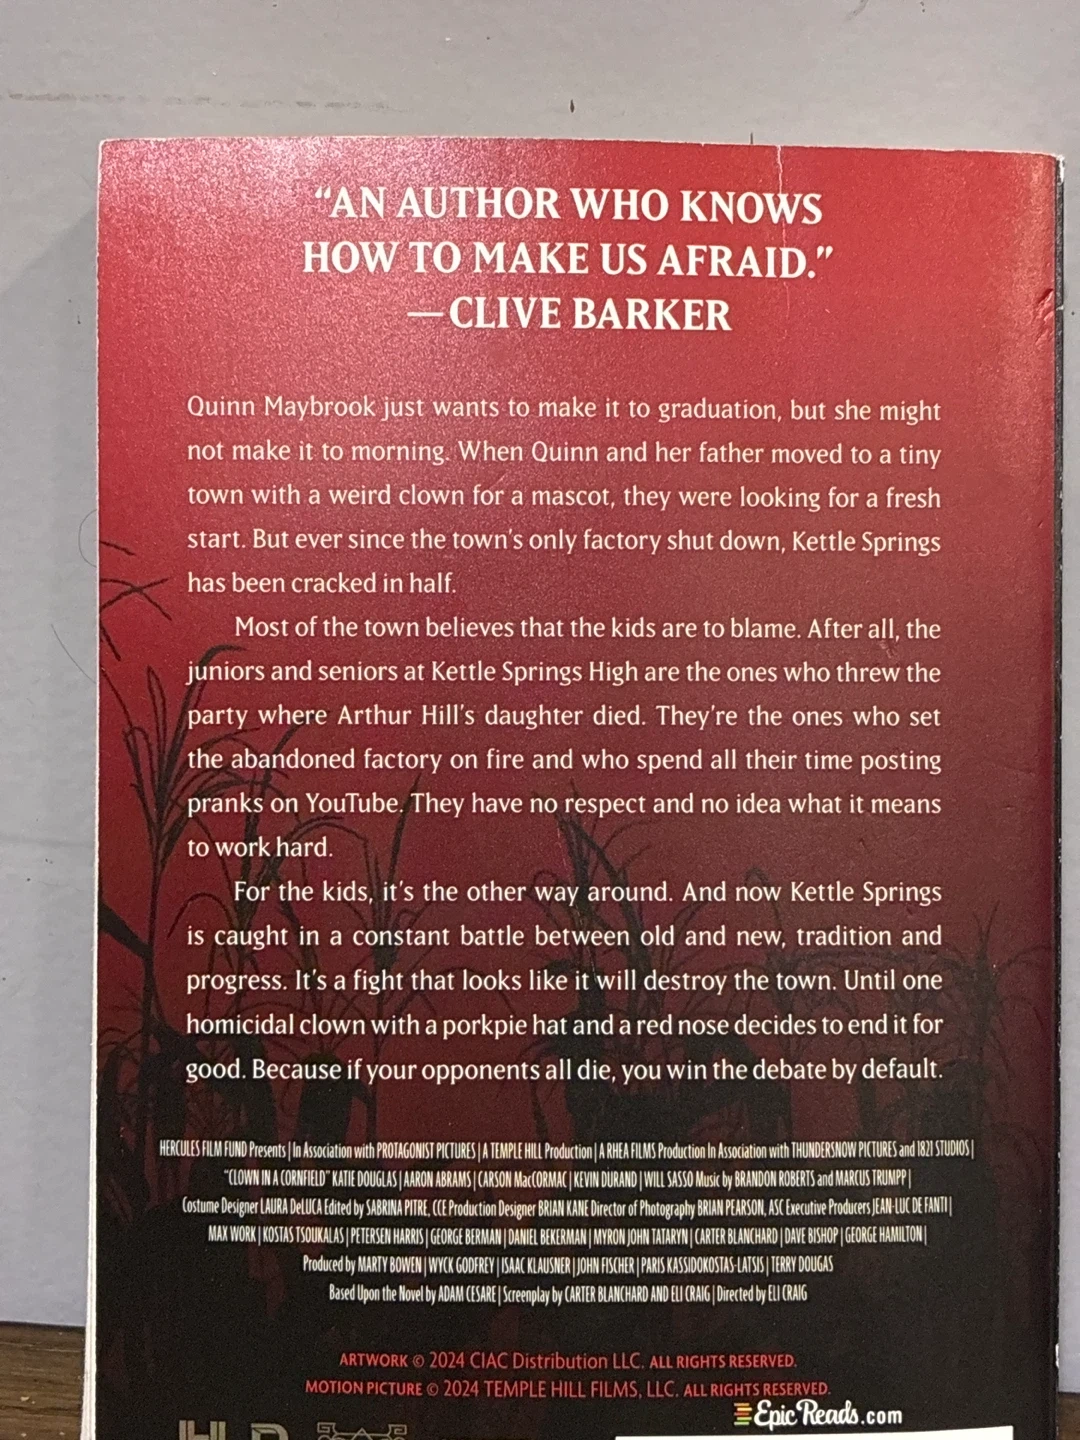 “AN AUTHOR WHO KNOWS
HOW TO MAKE US AFRAID.”
—CLIVE BARKER
Quinn Maybrook just wants to make it to graduation, but she might
not make it to morning. When Quinn and her father moved to a tiny
town with a weird clown for a mascot, they were looking for a fresh
start. But ever since the town’s only factory shut down, Kettle Springs
has been cracked in half.
Most of the town believes that the kids are to blame. After all, the
juniors and seniors at Kettle Springs High are the ones who threw the
party where Arthur Hill’s daughter died. They’re the ones who set
the abandoned factory on fire and who spend all their time posting
pranks on YouTube. They have no respect and no idea what it means
to work hard.
For the kids, it’s the other way around. And now Kettle Springs
is caught in a constant battle between old and new, tradition and
progress. It’s a fight that looks like it will destroy the town. Until one
homicidal clown with a porkpie hat and a red nose decides to end it for
good. Because if your opponents all die, you win the debate by default.
HERCULES FILM FUND Presents | In Association with PROTAGONIST PICTURES | A TEMPLE HILL Production | A RHEA FILMS Production In Association with THUNDERSNOW PICTURES and 1821 STUDIOS |
"CLOWN IN A CORNFIELD" KATIE DOUGLAS | AARON ABRAMS | CARSON MacCORMAC | KEVIN DURAND | WILL SASSO Music by BRANDON ROBERTS and MARCUS TRUMPP |
Costume Designer LAURA DeLUCA Edited by SABRINA PITRE, CCE Production Designer BRIAN KANE Director of Photography BRIAN PEARSON, ASC Executive Producers JEAN-LUC DE FANTI |
MAX WORK | KOSTAS TSOUKALAS | PETERSEN HARRIS | GEORGE BERMAN | DANIEL BEKERMAN | MYRON JOHN TATARYN | CARTER BLANCHARD | DAVE BISHOP | GEORGE HAMILTON |
Produced by MARTY BOWEN | WYCK GODFREY | ISAAC KLAUSNER | JOHN FISCHER | PARIS KASSIDOKOSTAS-LATSIS | TERRY DOUGAS
Based Upon the Novel by ADAM CESARE | Screenplay by CARTER BLANCHARD AND ELI CRAIG | Directed by ELI CRAIG
ARTWORK © 2024 CIAC Distribution LLC. ALL RIGHTS RESERVED.
MOTION PICTURE © 2024 TEMPLE HILL FILMS, LLC. ALL RIGHTS RESERVED.
Epic Reads.com